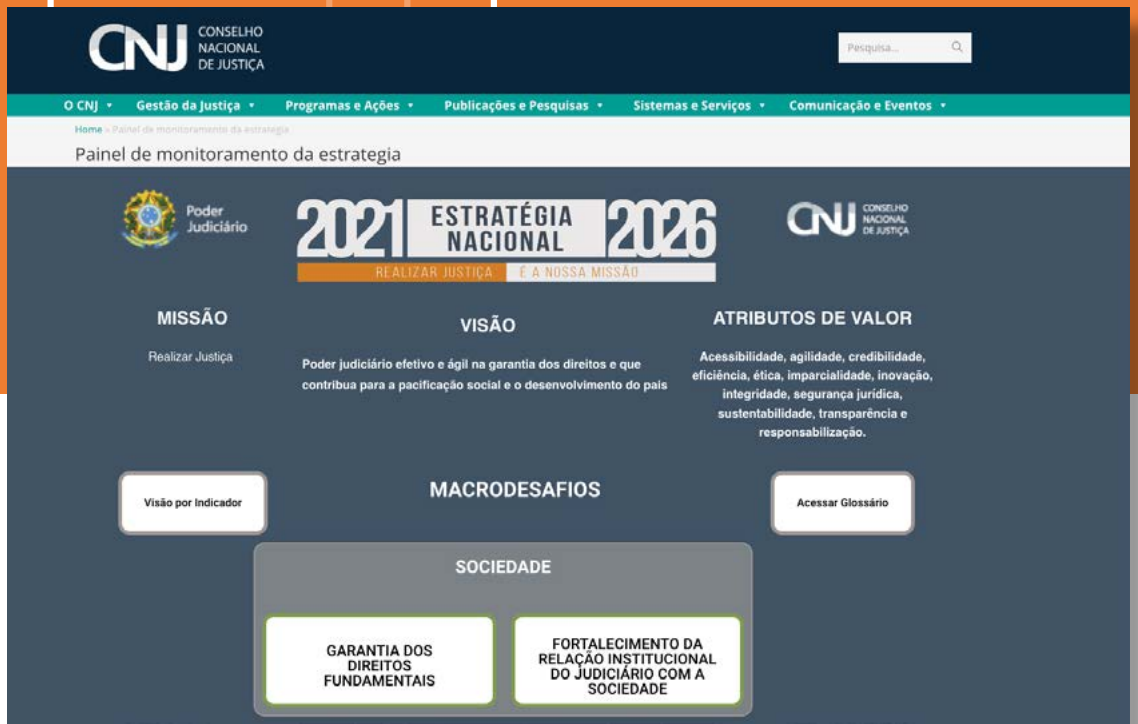 CNJ
CONSELHO
NACIONAL
DE JUSTIÇA
Pesquisa...
O CNJ
Gestão da Justiça
Programas e Ações
Publicações e Pesquisas
Sistemas e Serviços
Comunicação e Eventos
Home » Painel de monitoramento da estrategia
Painel de monitoramento da estrategia
Poder
Judiciário
2021 ESTRATÉGIA NACIONAL 2026
REALIZAR JUSTIÇA É A NOSSA MISSÃO
CNJ
CONSELHO
NACIONAL
DE JUSTIÇA
MISSÃO
Realizar Justiça
VISÃO
Poder judiciário efetivo e ágil na garantia dos direitos e que
contribua para a pacificação social e o desenvolvimento do pais
ATRIBUTOS DE VALOR
Acessibilidade, agilidade, credibilidade,
eficiência, ética, imparcialidade, inovação,
integridade, segurança jurídica,
sustentabilidade, transparência e
responsabilização.
Visão por Indicador
MACRODESAFIOS
Acessar Glossário
SOCIEDADE
GARANTIA DOS
DIREITOS
FUNDAMENTAIS
FORTALECIMENTO DA
RELAÇÃO INSTITUCIONAL
DO JUDICIÁRIO COM A
SOCIEDADE